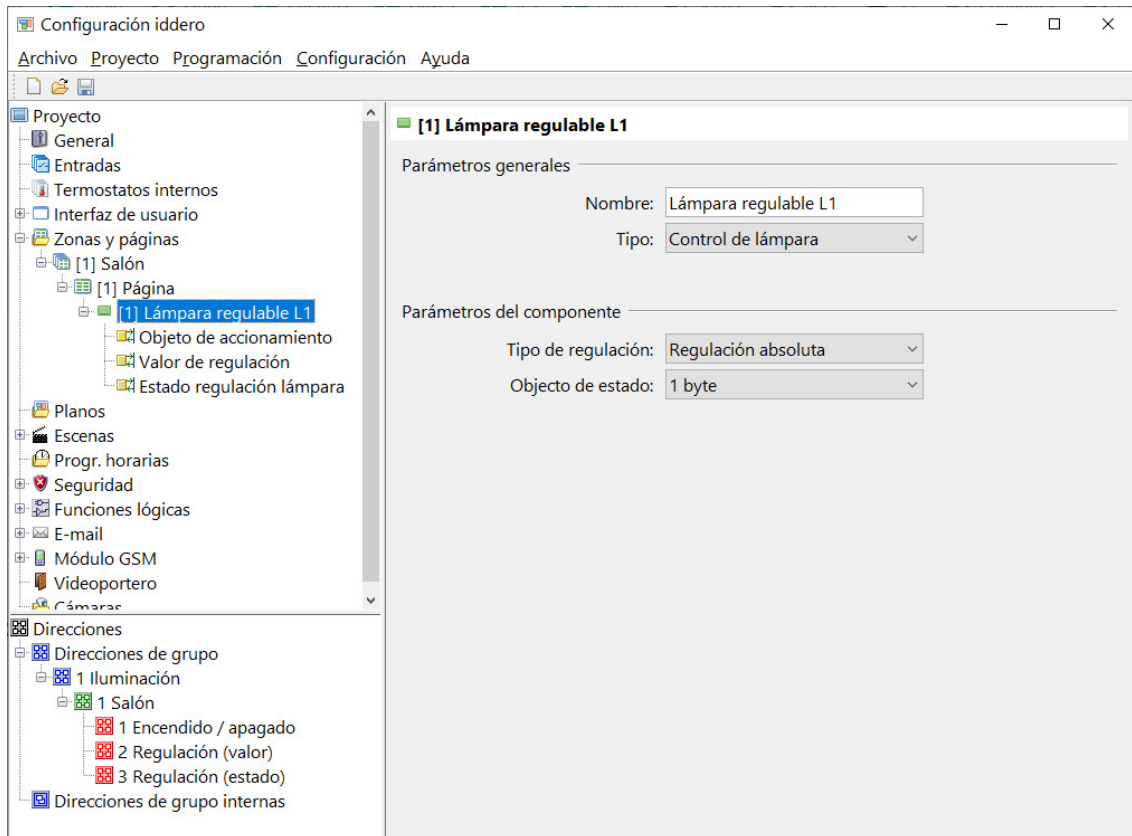 Configuración iddero
Archivo Proyecto Programación Configuración Ayuda
Proyecto
General
Entradas
Termostatos internos
Interfaz de usuario
Zonas y páginas
[1] Salón
[1] Página
[1] Lámpara regulable L1
Objeto de accionamiento
Valor de regulación
Estado regulación lámpara
Planos
Escenas
Progr. horarias
Seguridad
Funciones lógicas
E-mail
Módulo GSM
Videoportero
Cámaras
Direcciones
Direcciones de grupo
1 Iluminación
1 Salón
1 Encendido / apagado
2 Regulación (valor)
3 Regulación (estado)
Direcciones de grupo internas
[1] Lámpara regulable L1
Parámetros generales
Nombre: Lámpara regulable L1
Tipo: Control de lámpara
Parámetros del componente
Tipo de regulación: Regulación absoluta
Objecto de estado: 1 byte